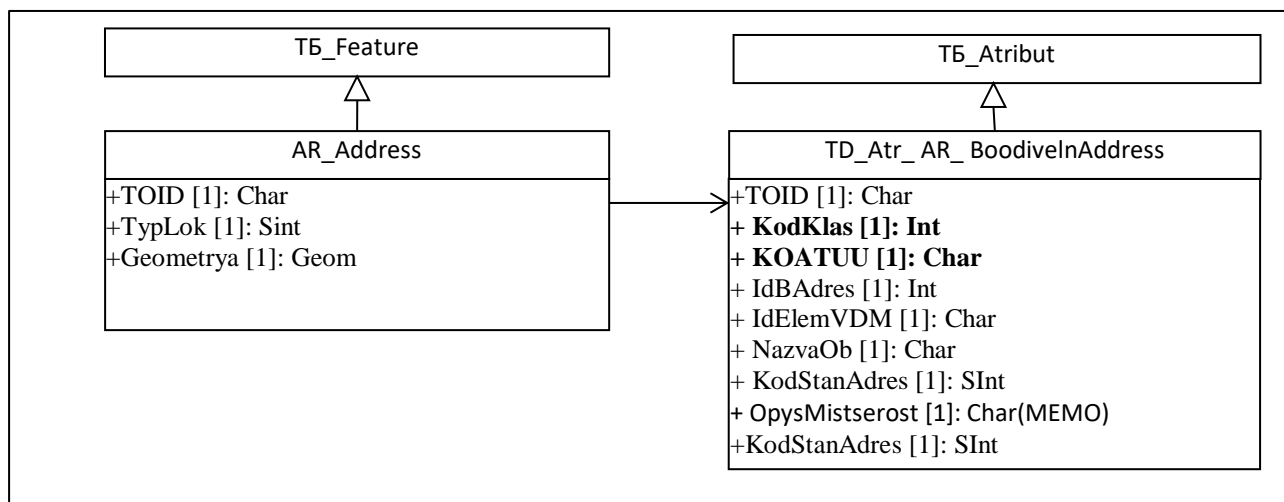 ТБ_Feature
AR_Address
+TOID [1]: Char
+TypLok [1]: Sint
+Geometrya [1]: Geom
ТБ_Atribut
TD_Atr_ AR_ BoodivelnAddress
+TOID [1]: Char
+ KodKlas [1]: Int
+ KOATUU [1]: Char
+ IdBAdres [1]: Int
+ IdElemVDM [1]: Char
+ NazvaOb [1]: Char
+ KodStanAdres [1]: SInt
+ OpysMistserost [1]: Char(MEMO)
+KodStanAdres [1]: SInt